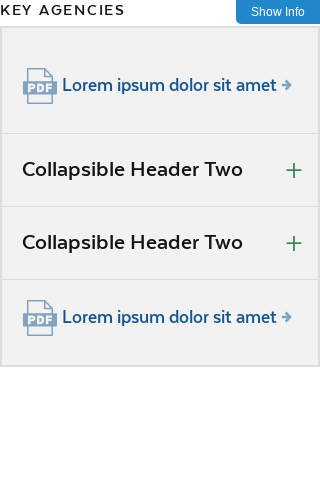 KEY AGENCIES
Show Info
PDF Lorem ipsum dolor sit amet
Collapsible Header Two
Collapsible Header Two
PDF Lorem ipsum dolor sit amet